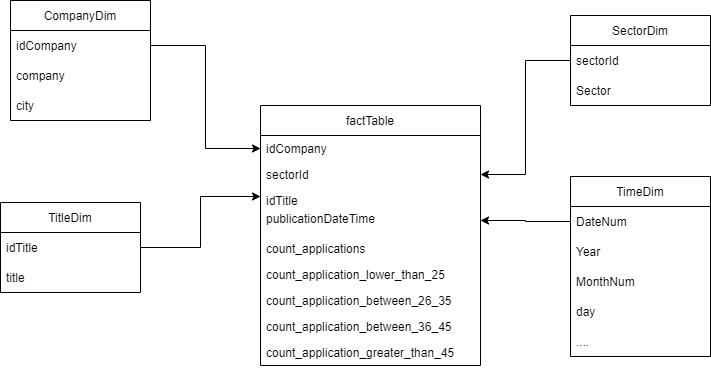 CompanyDim
idCompany
company
city
SectorDim
sectorId
Sector
factTable
idCompany
sectorId
idTitle
publicationDateTime
count_applications
count_application_lower_than_25
count_application_between_26_35
count_application_between_36_45
count_application_greater_than_45
TitleDim
idTitle
title
TimeDim
DateNum
Year
MonthNum
day
....